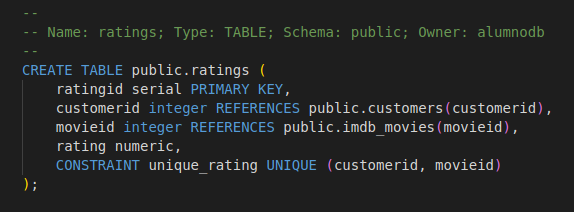 --
-- Name: ratings; Type: TABLE; Schema: public; Owner: alumnodb
--
CREATE TABLE public.ratings (
    ratingid serial PRIMARY KEY,
    customerid integer REFERENCES public.customers(customerid),
    movieid integer REFERENCES public.imdb_movies(movieid),
    rating numeric,
    CONSTRAINT unique_rating UNIQUE (customerid, movieid)
);